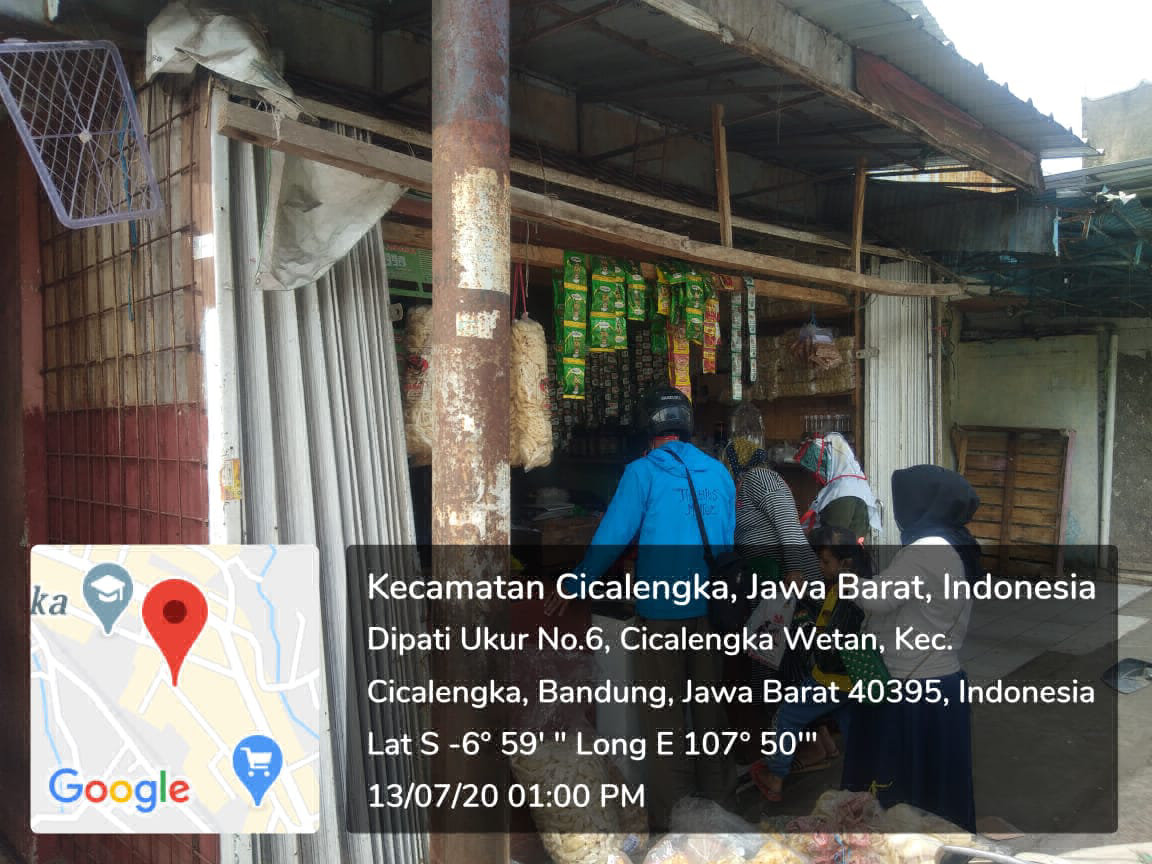 SUZUKI
ka
Google
Kecamatan Cicalengka, Jawa Barat, Indonesia
Dipati Ukur No.6, Cicalengka Wetan, Kec.
Cicalengka, Bandung, Jawa Barat 40395, Indonesia
Lat S -6° 59' " Long E 107° 50'"
13/07/20 01:00 PM